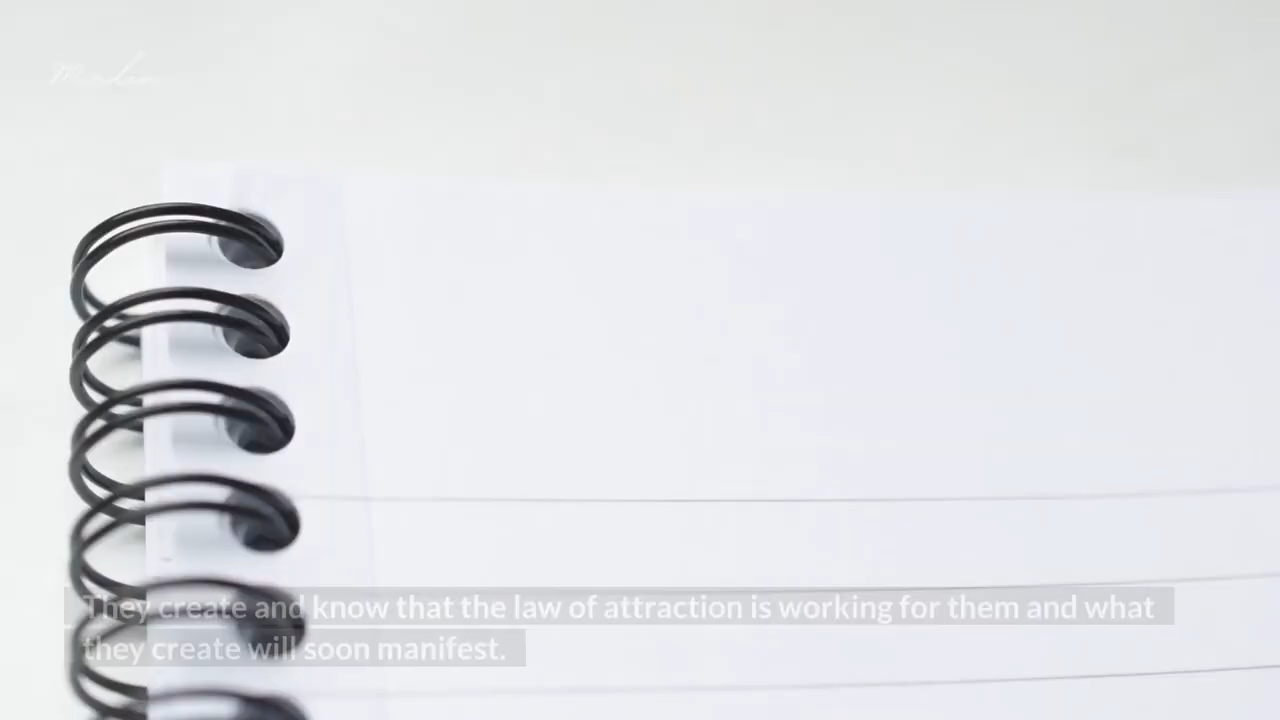 They create and know that the law of attraction is working for them and what
they create will soon manifest.